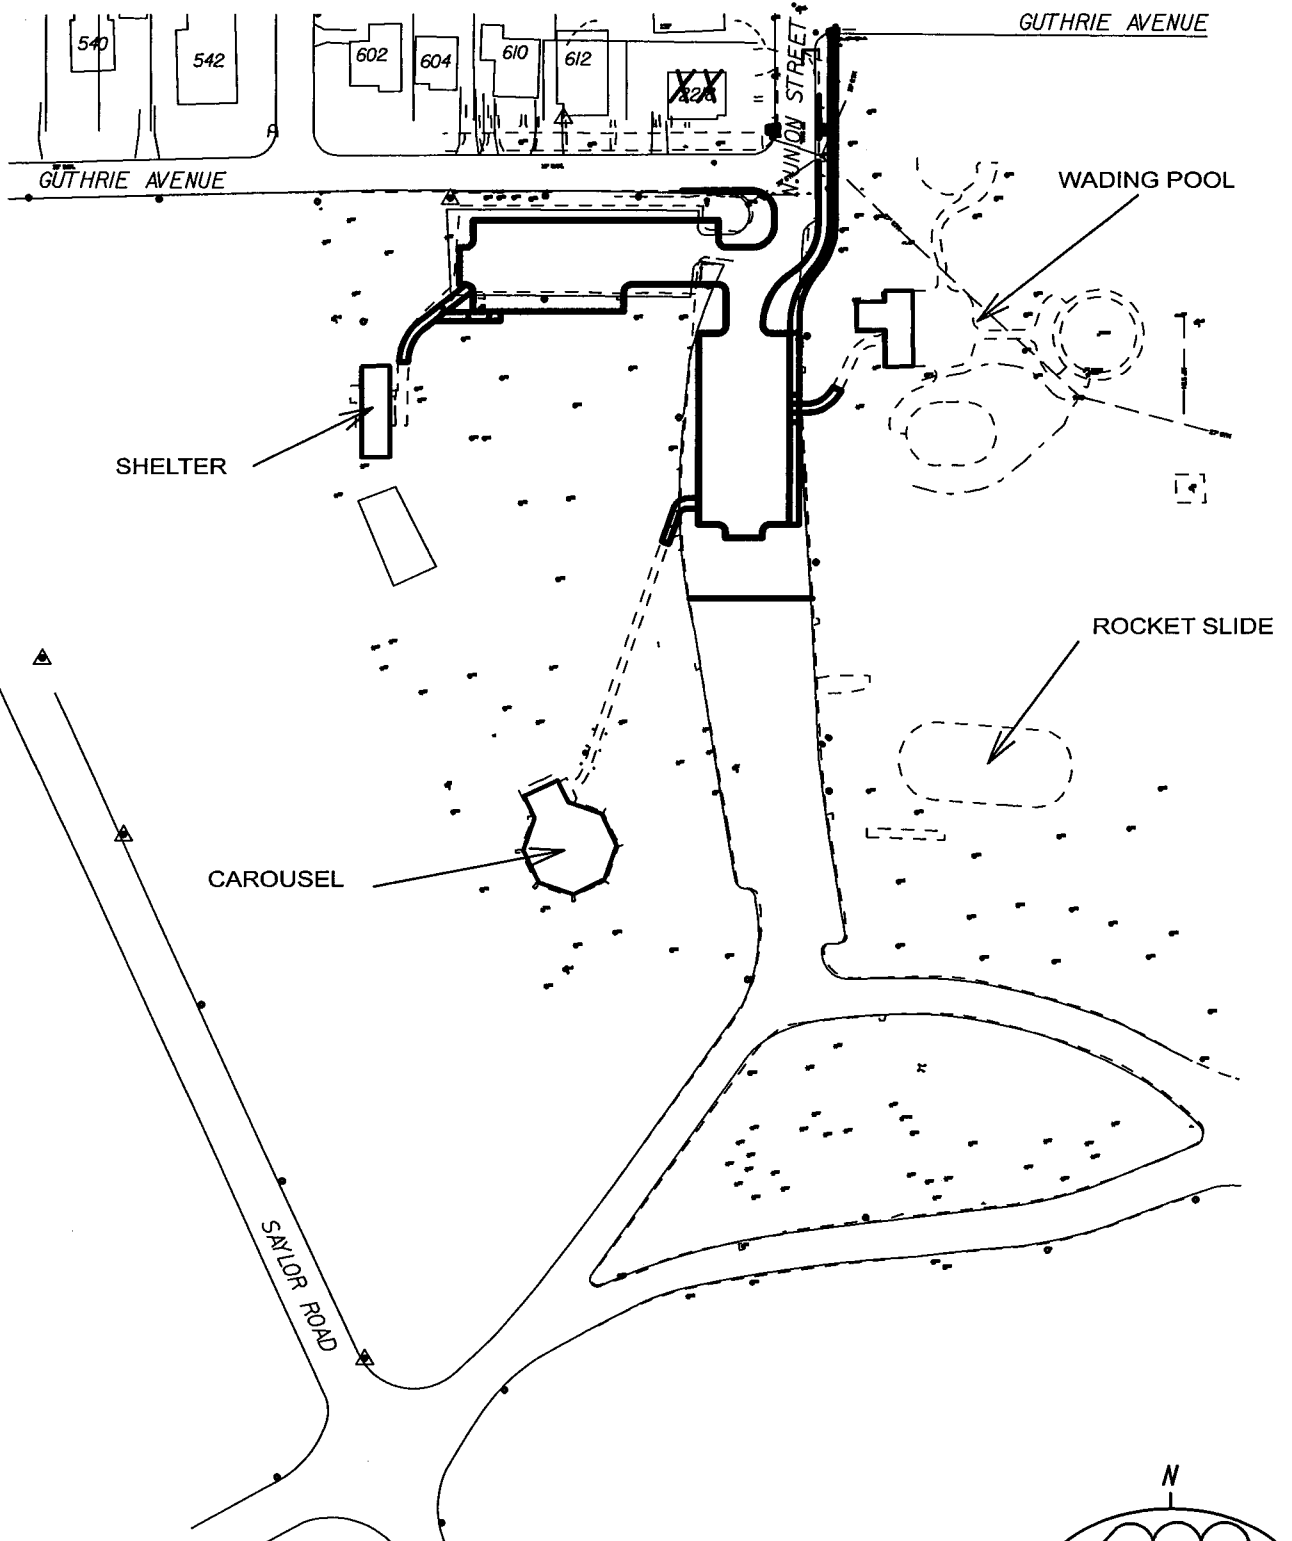 GUTHRIE AVENUE
540
542
602
604
610
612
N. UNION STREET
GUTHRIE AVENUE
WADING POOL
SHELTER
ROCKET SLIDE
CAROUSEL
SAYLOR ROAD
N